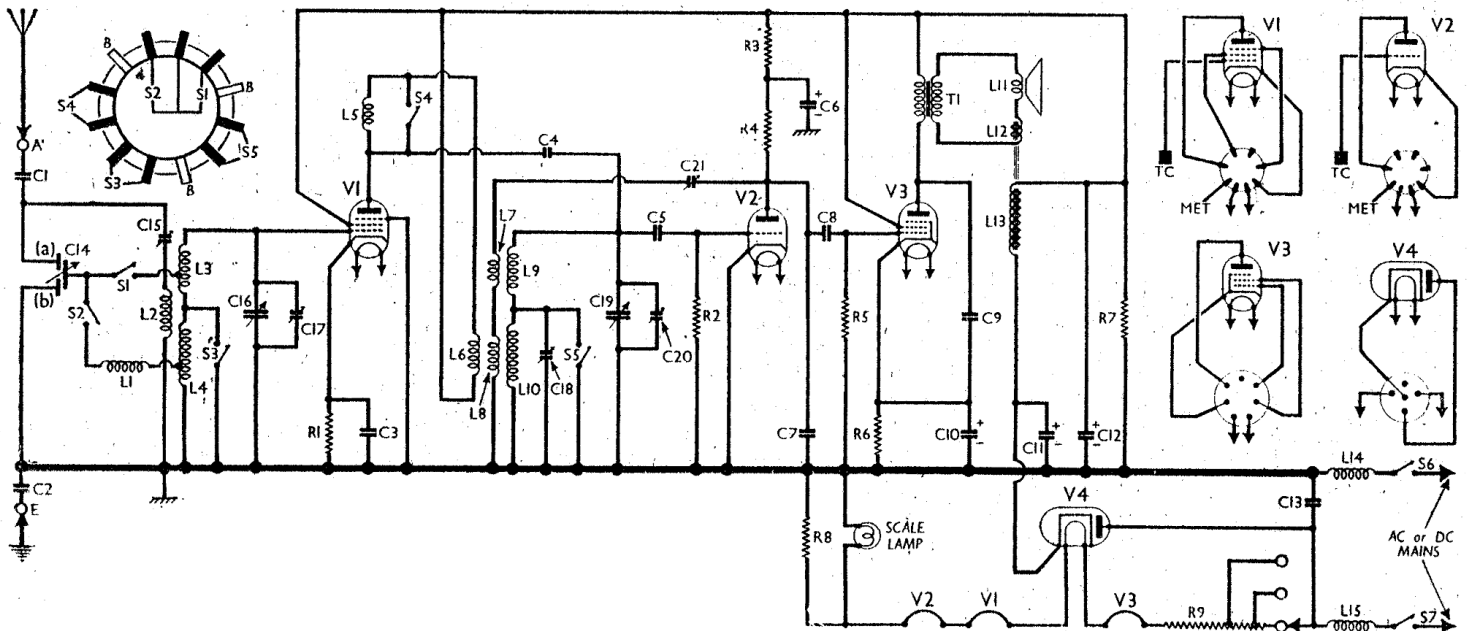 B
4
S2
S1
B
S4
S5
S3
B
A
C1
C15
(a)
C14
(b)
S1
S2
L1
L2
L3
L4
S3
C16
C17
C2
E
V1
L5
S4
R1
C3
C4
L6
L7
L8
L9
L10
C18
S5
C19
C20
C21
C5
R2
R3
R4
C6
V2
C7
C8
R5
R6
V3
C9
C10
T1
L11
L12
L13
C11
C12
R7
R8
SCALE
LAMP
V2
V1
V4
V3
R9
C13
L14
S6
AC or DC
MAINS
L15
S7
V1
TC
MET
V2
TC
MET
V3
V4